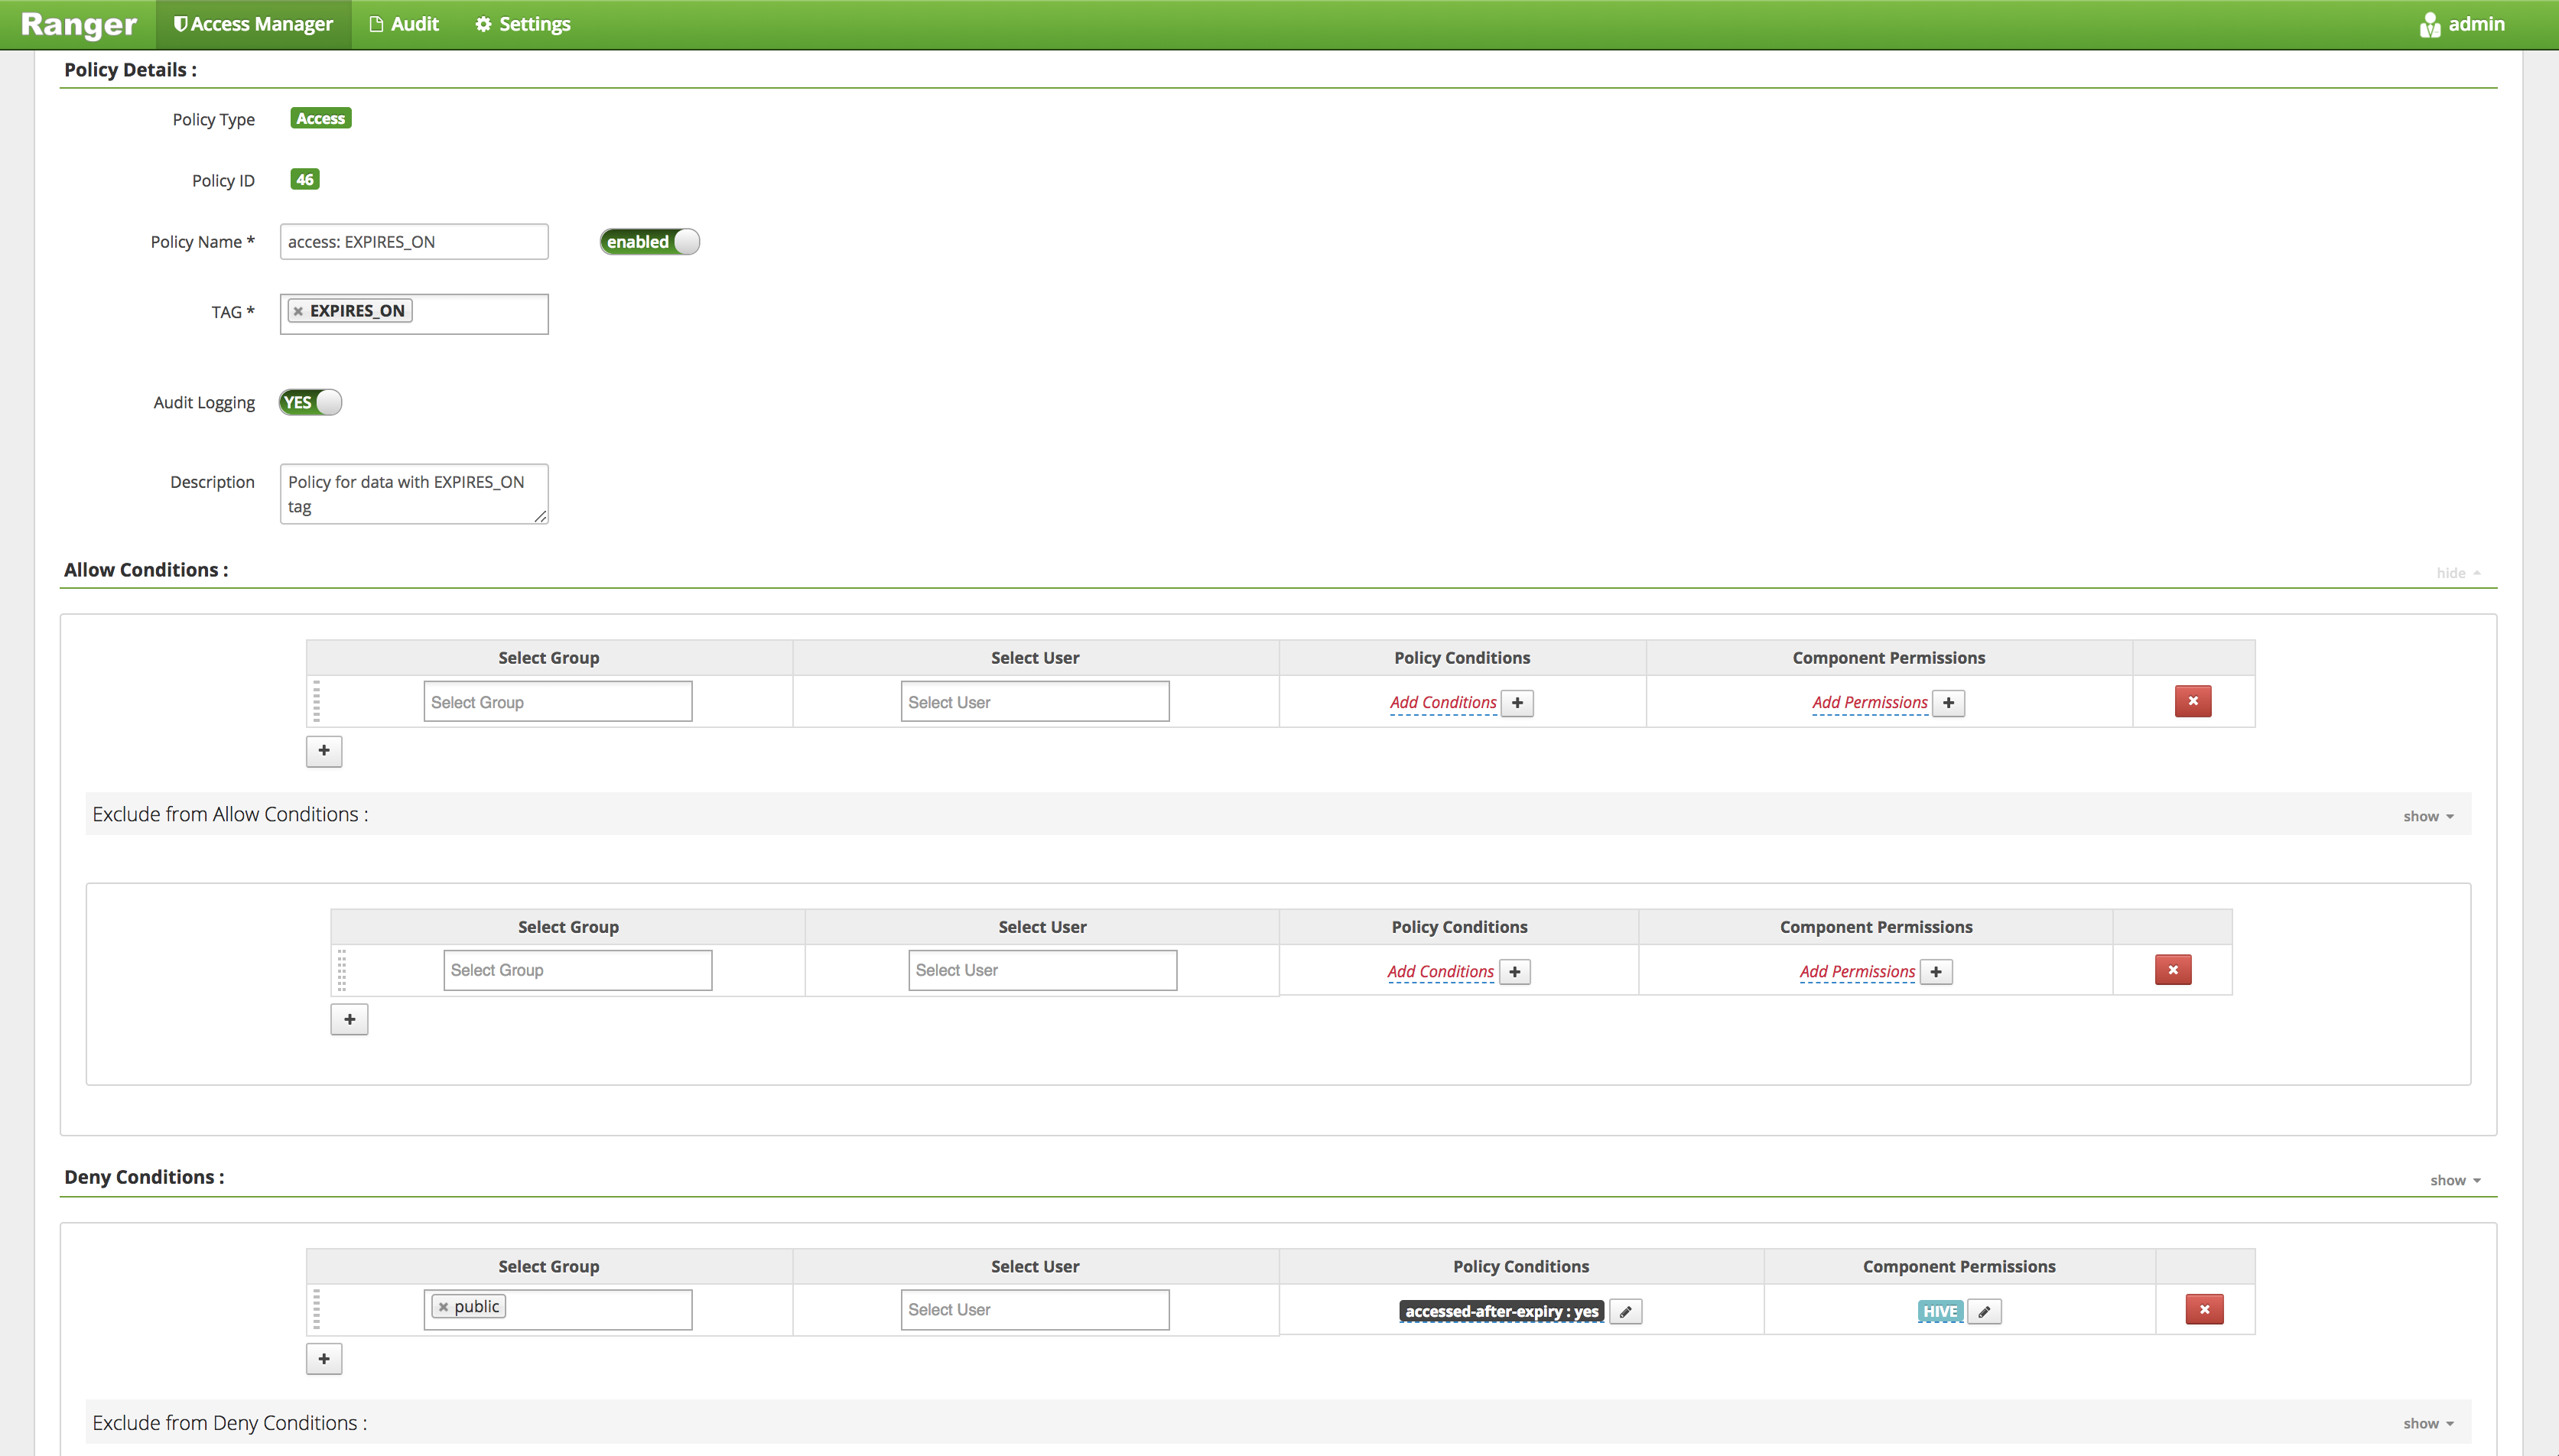 Ranger Access Manager Audit Settings admin
Policy Details :
Policy Type Access
Policy ID 46
Policy Name * access: EXPIRES_ON enabled
TAG * × EXPIRES_ON
Audit Logging YES
Description Policy for data with EXPIRES_ON
tag
Allow Conditions : hide
Select Group Select User Policy Conditions Component Permissions
Select Group Select User Add Conditions + Add Permissions + ×
+
Exclude from Allow Conditions : show
Select Group Select User Policy Conditions Component Permissions
Select Group Select User Add Conditions + Add Permissions + ×
+
Deny Conditions : show
Select Group Select User Policy Conditions Component Permissions
× public Select User accessed-after-expiry : yes HIVE ×
+
Exclude from Deny Conditions : show